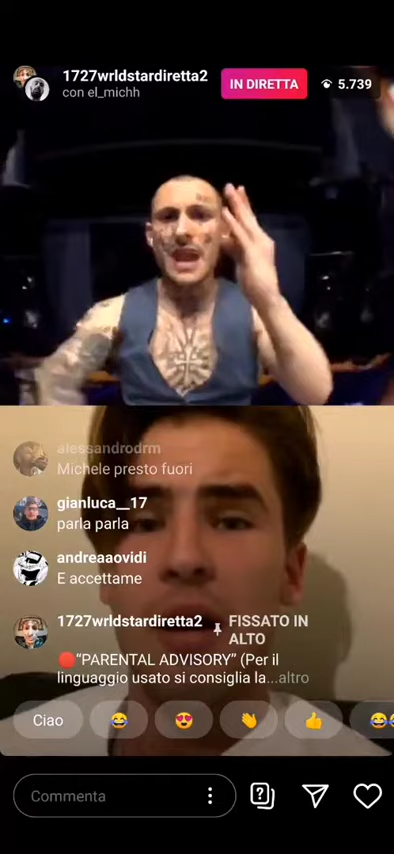 1727wrldstardiretta2
con el_michh
IN DIRETTA
5.739
alessandrodrm
Michele presto fuori
gianluca__17
parla parla
andreaaovidi
E accettame
1727wrldstardiretta2
FISSATO IN
ALTO
🔴“PARENTAL ADVISORY” (Per il
linguaggio usato si consiglia la...altro
Ciao
Commenta